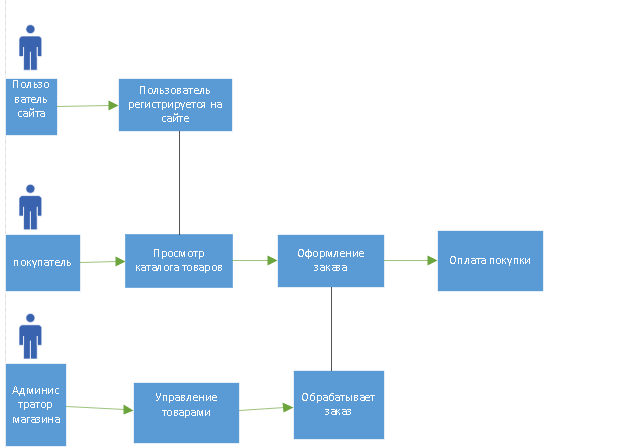 Пользо
ватель
сайта
Пользователь
регистрируется на
сайте
покупатель
Просмотр
каталога товаров
Оформление
заказа
Оплата покупки
Админис
тратор
магазина
Управление
товарами
Обрабатывает
заказ